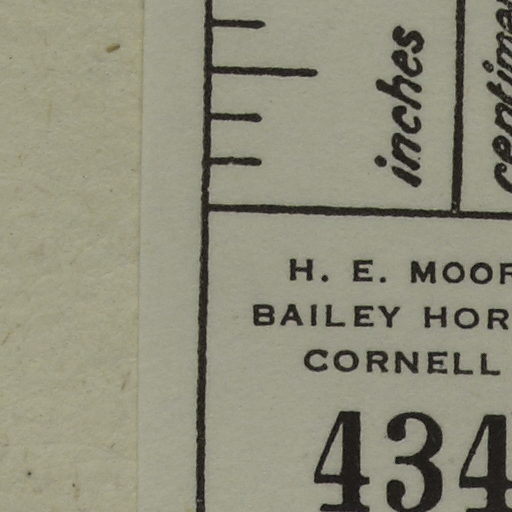 inches
H. E. MOOR
BAILEY HOR
CORNELL
434